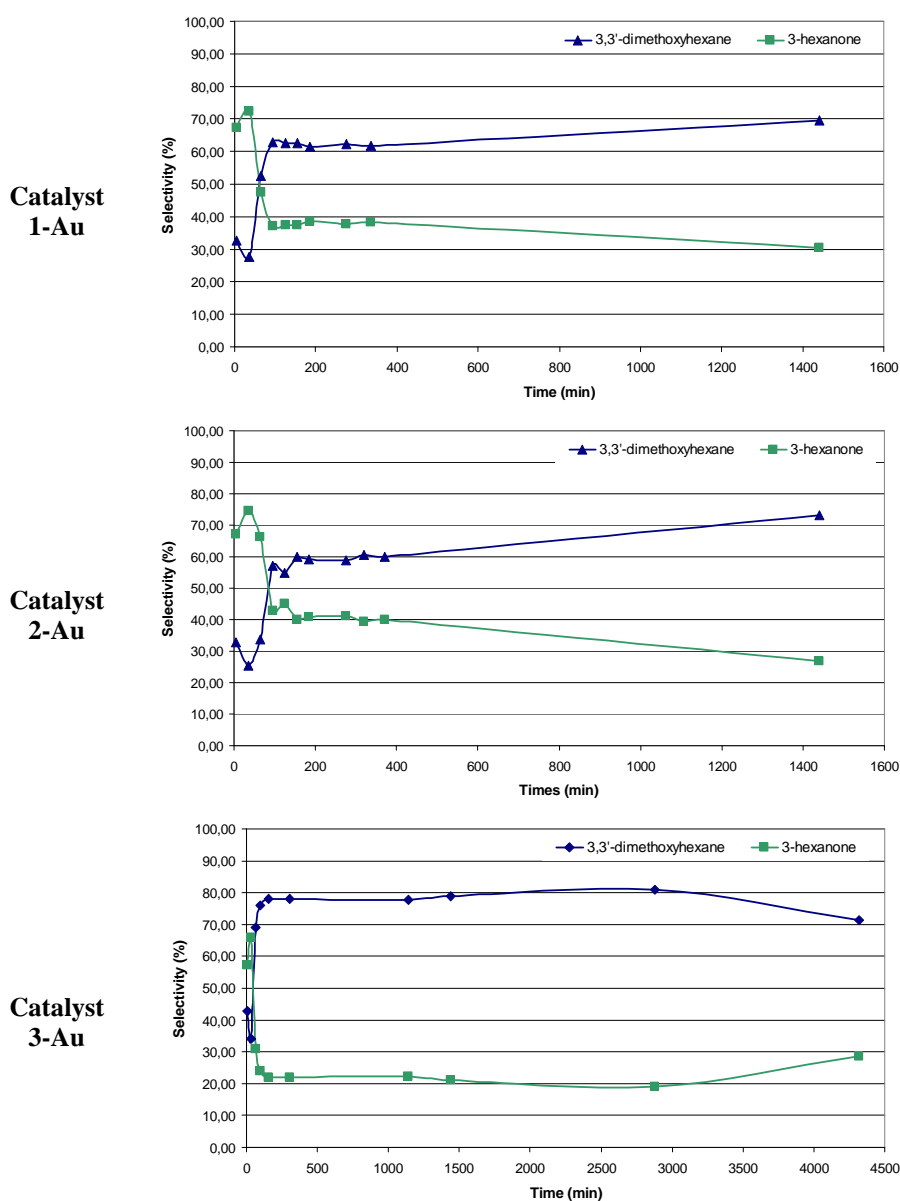 Catalyst
1-Au
3,3'-dimethoxyhexane 3-hexanone
Selectivity (%)
100,00
90,00
80,00
70,00
60,00
50,00
40,00
30,00
20,00
10,00
0,00
0 200 400 600 800 1000 1200 1400 1600
Time (min)
Catalyst
2-Au
3,3'-dimethoxyhexane 3-hexanone
Selectivity (%)
100,00
90,00
80,00
70,00
60,00
50,00
40,00
30,00
20,00
10,00
0,00
0 200 400 600 800 1000 1200 1400 1600
Times (min)
Catalyst
3-Au
3,3'-dimethoxyhexane 3-hexanone
Selectivity (%)
100,00
90,00
80,00
70,00
60,00
50,00
40,00
30,00
20,00
10,00
0,00
0 500 1000 1500 2000 2500 3000 3500 4000 4500
Time (min)